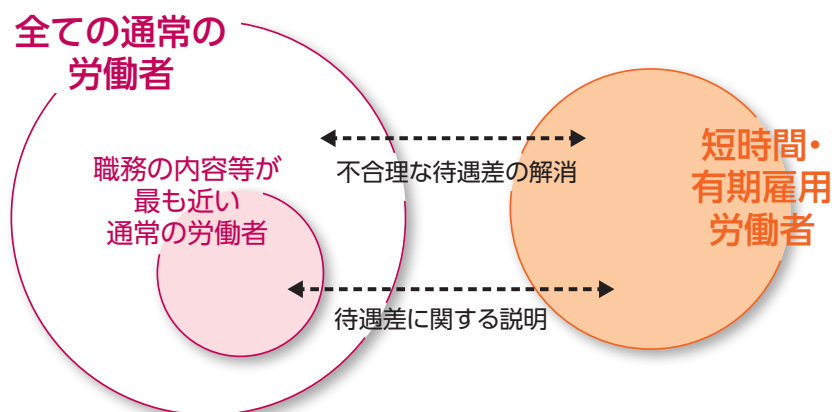 全ての通常の
労働者
職務の内容等が
最も近い
通常の労働者
不合理な待遇差の解消
待遇差に関する説明
短時間・
有期雇用
労働者